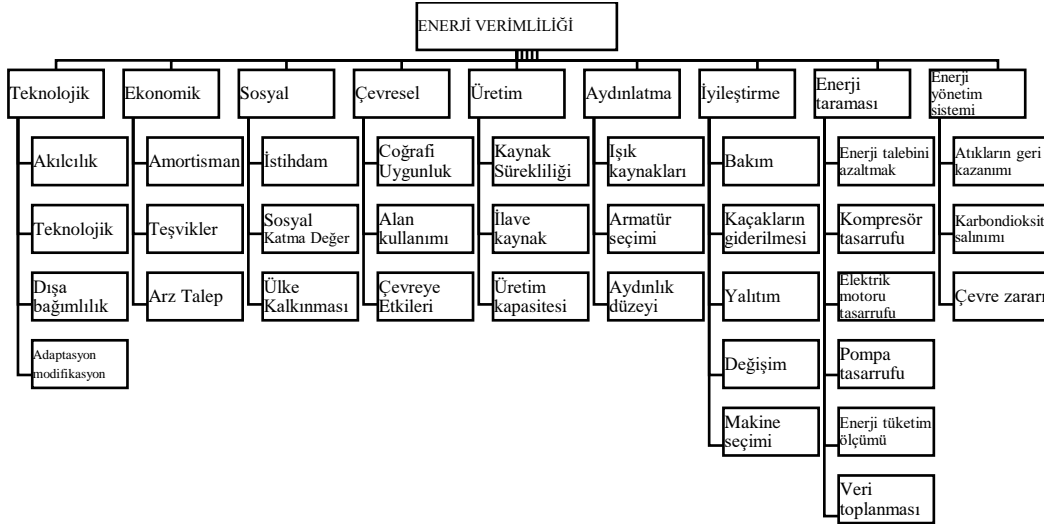 ENERJİ VERİMLİLİĞİ
Teknolojik
Akılcılık
Teknolojik
Dışa
bağımlılık
Adaptasyon
modifikasyon
Ekonomik
Amortisman
Teşvikler
Arz Talep
Sosyal
İstihdam
Sosyal
Katma Değer
Ülke
Kalkınması
Çevresel
Coğrafi
Uygunluk
Alan
kullanımı
Çevreye
Etkileri
Üretim
Kaynak
Sürekliliği
İlave
kaynak
Üretim
kapasitesi
Aydınlatma
Işık
kaynakları
Armatür
seçimi
Aydınlık
düzeyi
İyileştirme
Bakım
Kaçakların
giderilmesi
Yalıtım
Değişim
Makine
seçimi
Enerji
taraması
Enerji talebini
azaltmak
Kompresör
tasarrufu
Elektrik
motoru
tasarrufu
Pompa
tasarrufu
Enerji tüketim
ölçümü
Veri
toplanması
Enerji
yönetim
sistemi
Atıkların geri
kazanımı
Karbondioksit
salınımı
Çevre zararı